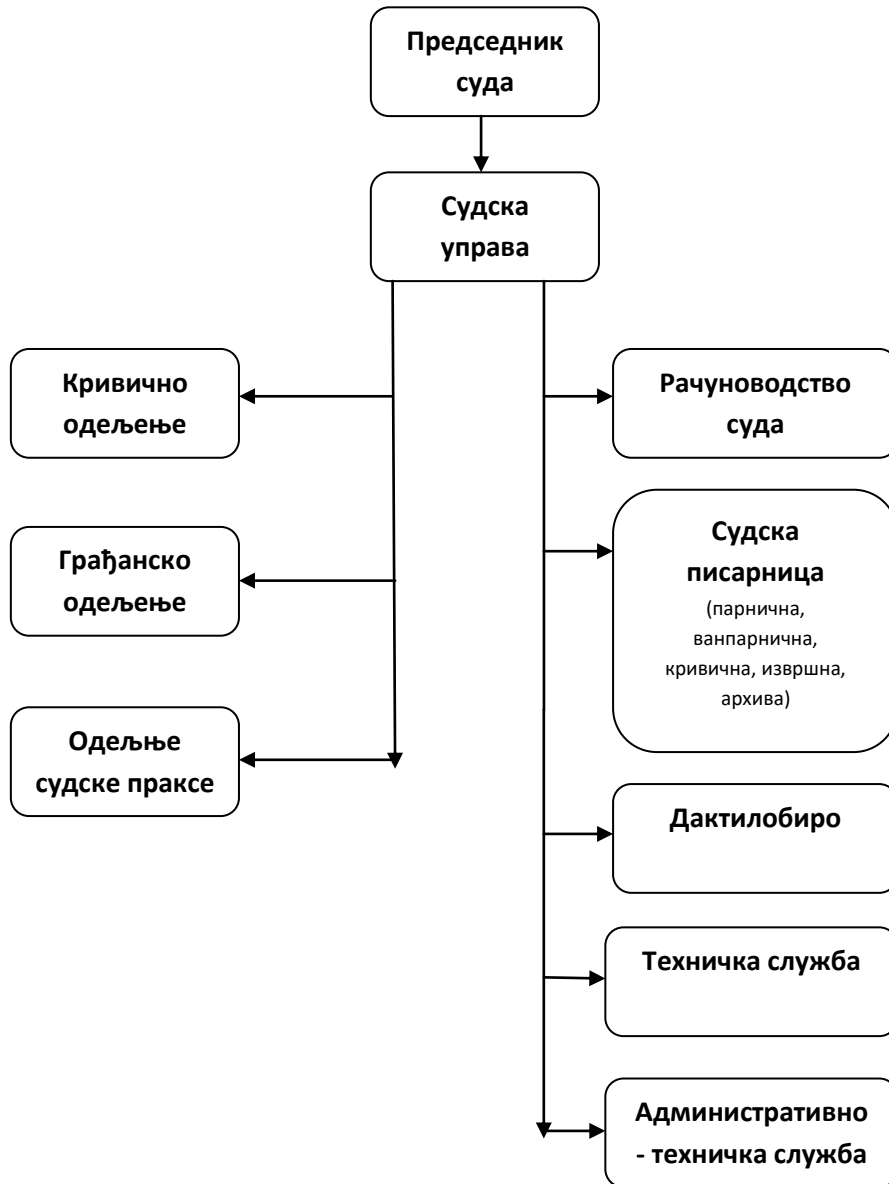 Председник
суда
Судска
управа
Кривично
одељење
Грађанско
одељење
Одељње
судске праксе
Рачуноводство
суда
Судска
писарница
(парнична,
ванпарнична,
кривична, извршна,
архива)
Дактилобиро
Техничка служба
Административно
- техничка служба